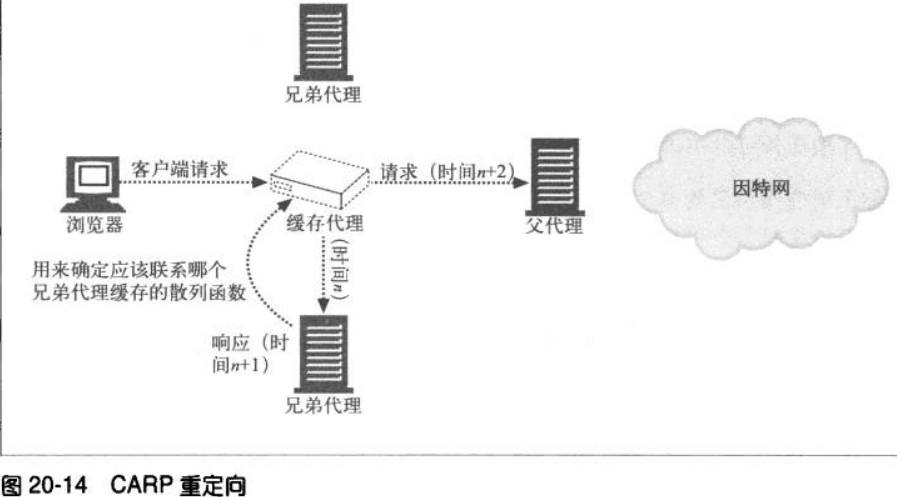 兄弟代理
客户端请求
请求（时间n+2）
因特网
浏览器
缓存代理
父代理
（时间n）
用来确定应该联系哪个
兄弟代理缓存的散列函数
响应（时
间n+1）
兄弟代理
图 20-14 CARP 重定向